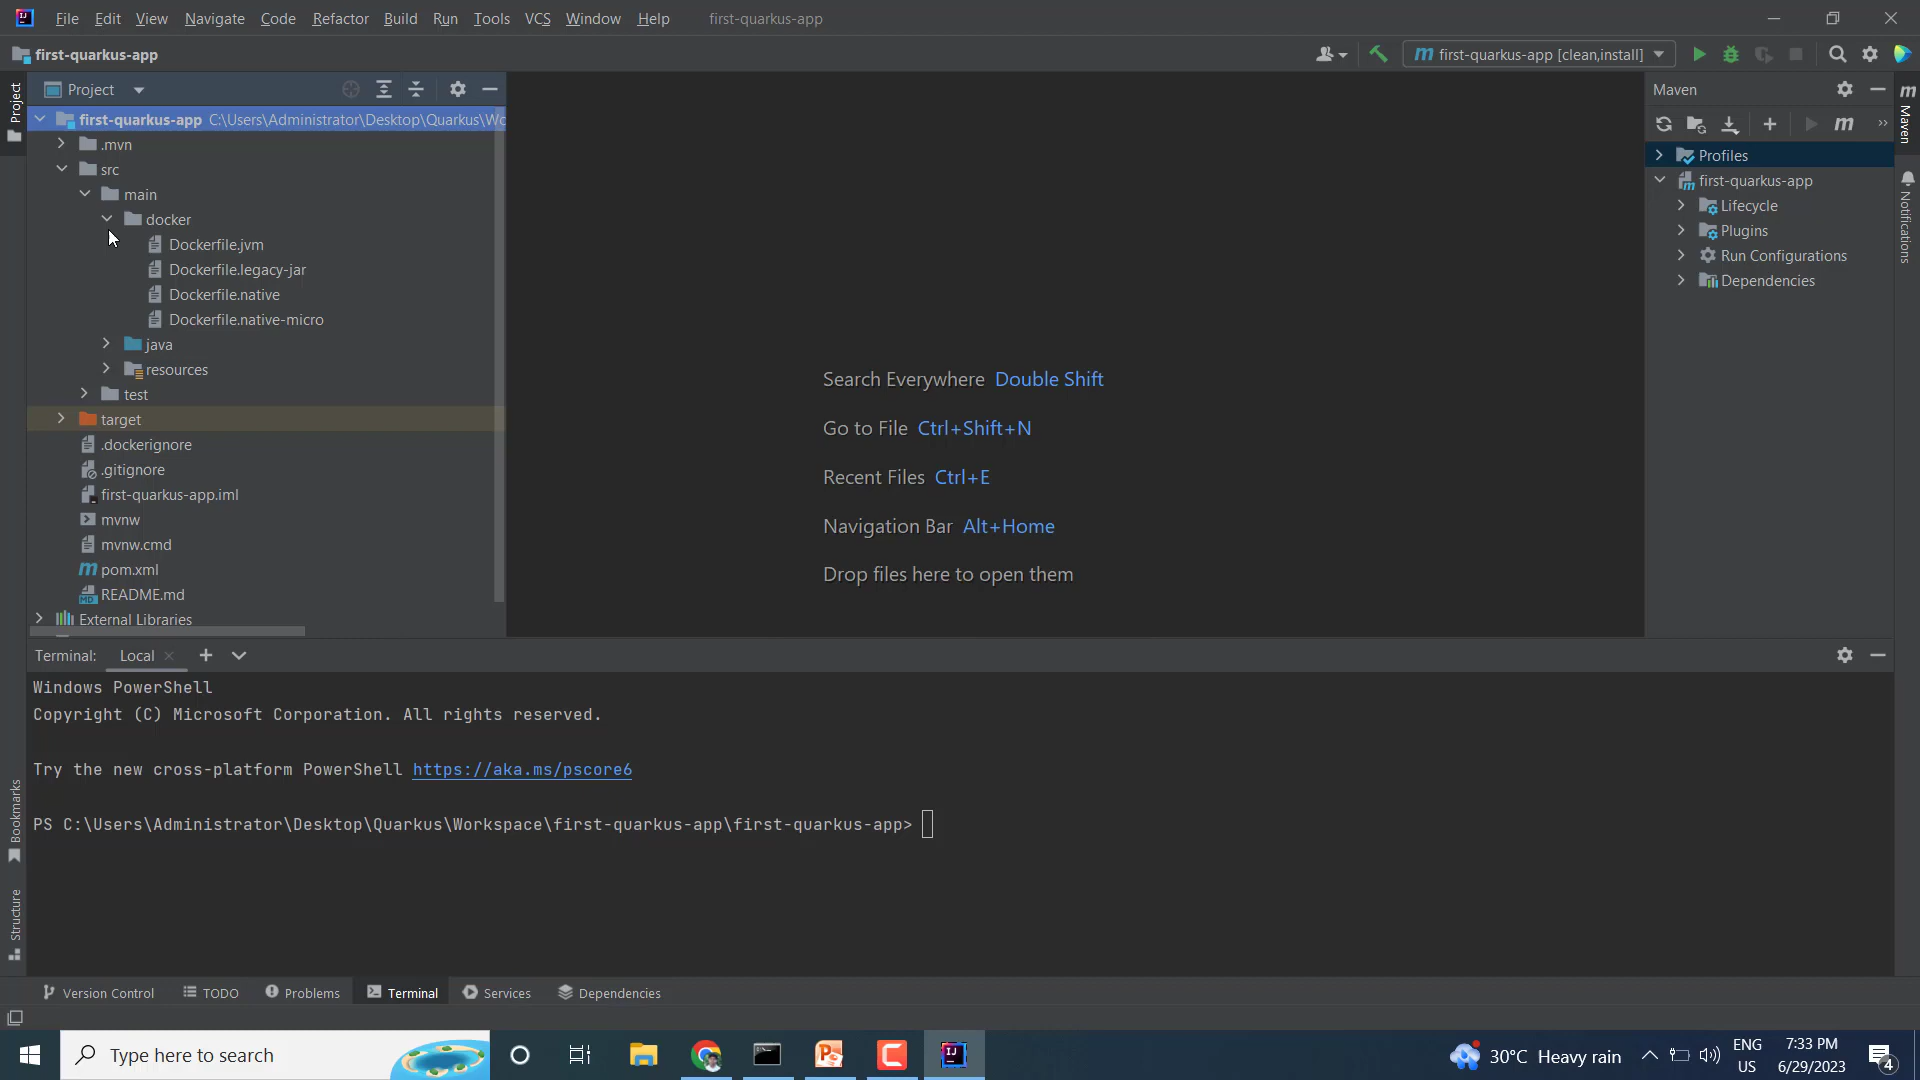 File Edit View Navigate Code Refactor Build Run Tools VCS Window Help first-quarkus-app
first-quarkus-app
first-quarkus-app [clean,install]
Project
Project
first-quarkus-app C:\Users\Administrator\Desktop\Quarkus\Wo
.mvn
src
main
docker
Dockerfile.jvm
Dockerfile.legacy-jar
Dockerfile.native
Dockerfile.native-micro
java
resources
test
target
.dockerignore
.gitignore
first-quarkus-app.iml
mvnw
mvnw.cmd
pom.xml
README.md
External Libraries
Search Everywhere Double Shift
Go to File Ctrl+Shift+N
Recent Files Ctrl+E
Navigation Bar Alt+Home
Drop files here to open them
Maven
Profiles
first-quarkus-app
Lifecycle
Plugins
Run Configurations
Dependencies
Maven
Notifications
Terminal: Local
Windows PowerShell
Copyright (C) Microsoft Corporation. All rights reserved.
Try the new cross-platform PowerShell https://aka.ms/pscore6
PS C:\Users\Administrator\Desktop\Quarkus\Workspace\first-quarkus-app\first-quarkus-app>
Bookmarks
Structure
Version Control TODO Problems Terminal Services Dependencies
Type here to search
30°C Heavy rain
ENG
US
7:33 PM
6/29/2023
4